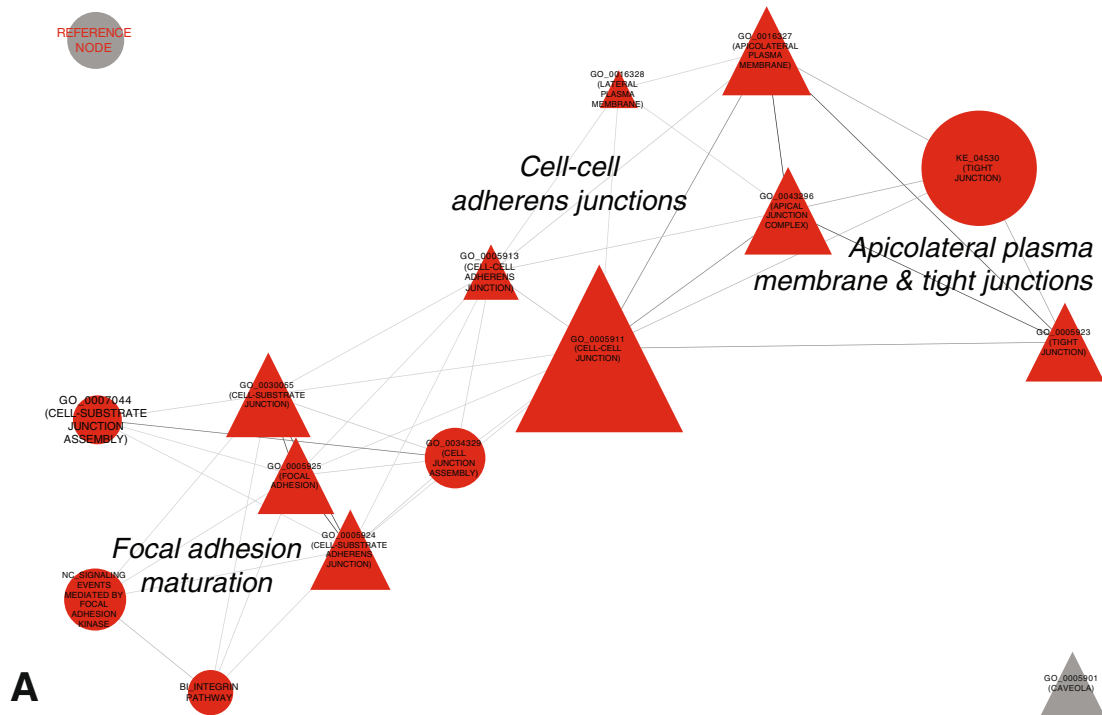 REFERENCE
NODE
GO_0016327
(APICOLATERAL
PLASMA
MEMBRANE)
GO_0016328
(LATERAL
PLASMA
MEMBRANE)
KE_04530
(TIGHT
JUNCTION)
Cell-cell
adherens junctions
GO_0043296
(APICAL
JUNCTION
COMPLEX)
Apicolateral plasma
membrane & tight junctions
GO_0005913
(CELL-CELL
ADHERENS
JUNCTION)
GO_0005911
(CELL-CELL
JUNCTION)
GO_0005923
(TIGHT
JUNCTION)
GO_0030055
(CELL-SUBSTRATE
JUNCTION)
GO_0007044
(CELL-SUBSTRATE
JUNCTION
ASSEMBLY)
GO_0034329
(CELL
JUNCTION
ASSEMBLY)
GO_0005925
(FOCAL
ADHESION)
GO_0005924
(CELL-SUBSTRATE
ADHERENS
JUNCTION)
Focal adhesion
maturation
NC_SIGNALING
EVENTS
MEDIATED BY
FOCAL
ADHESION
KINASE
BI_INTEGRIN
PATHWAY
A
GO_0005901
(CAVEOLA)